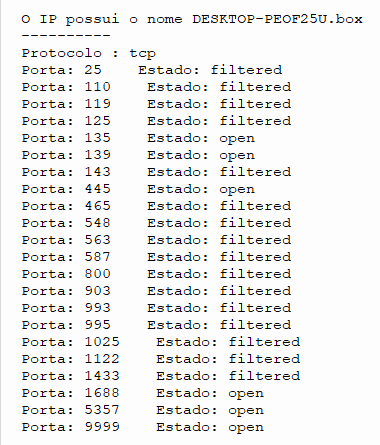 O IP possui o nome DESKTOP-PEOF25U.box
----------
Protocolo : tcp
Porta: 25    Estado: filtered
Porta: 110    Estado: filtered
Porta: 119    Estado: filtered
Porta: 125    Estado: filtered
Porta: 135    Estado: open
Porta: 139    Estado: open
Porta: 143    Estado: filtered
Porta: 445    Estado: open
Porta: 465    Estado: filtered
Porta: 548    Estado: filtered
Porta: 563    Estado: filtered
Porta: 587    Estado: filtered
Porta: 800    Estado: filtered
Porta: 903    Estado: filtered
Porta: 993    Estado: filtered
Porta: 995    Estado: filtered
Porta: 1025    Estado: filtered
Porta: 1122    Estado: filtered
Porta: 1433    Estado: filtered
Porta: 1688    Estado: open
Porta: 5357    Estado: open
Porta: 9999    Estado: open